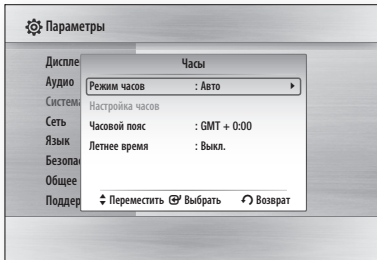 Параметры
Диспле
Часы
Аудио
Режим часов : Авто
Система
Настройка часов
Сеть
Часовой пояс : GMT + 0:00
Язык
Летнее время : Выкл.
Безопас
Общее
Поддер
Переместить Выбрать Возврат